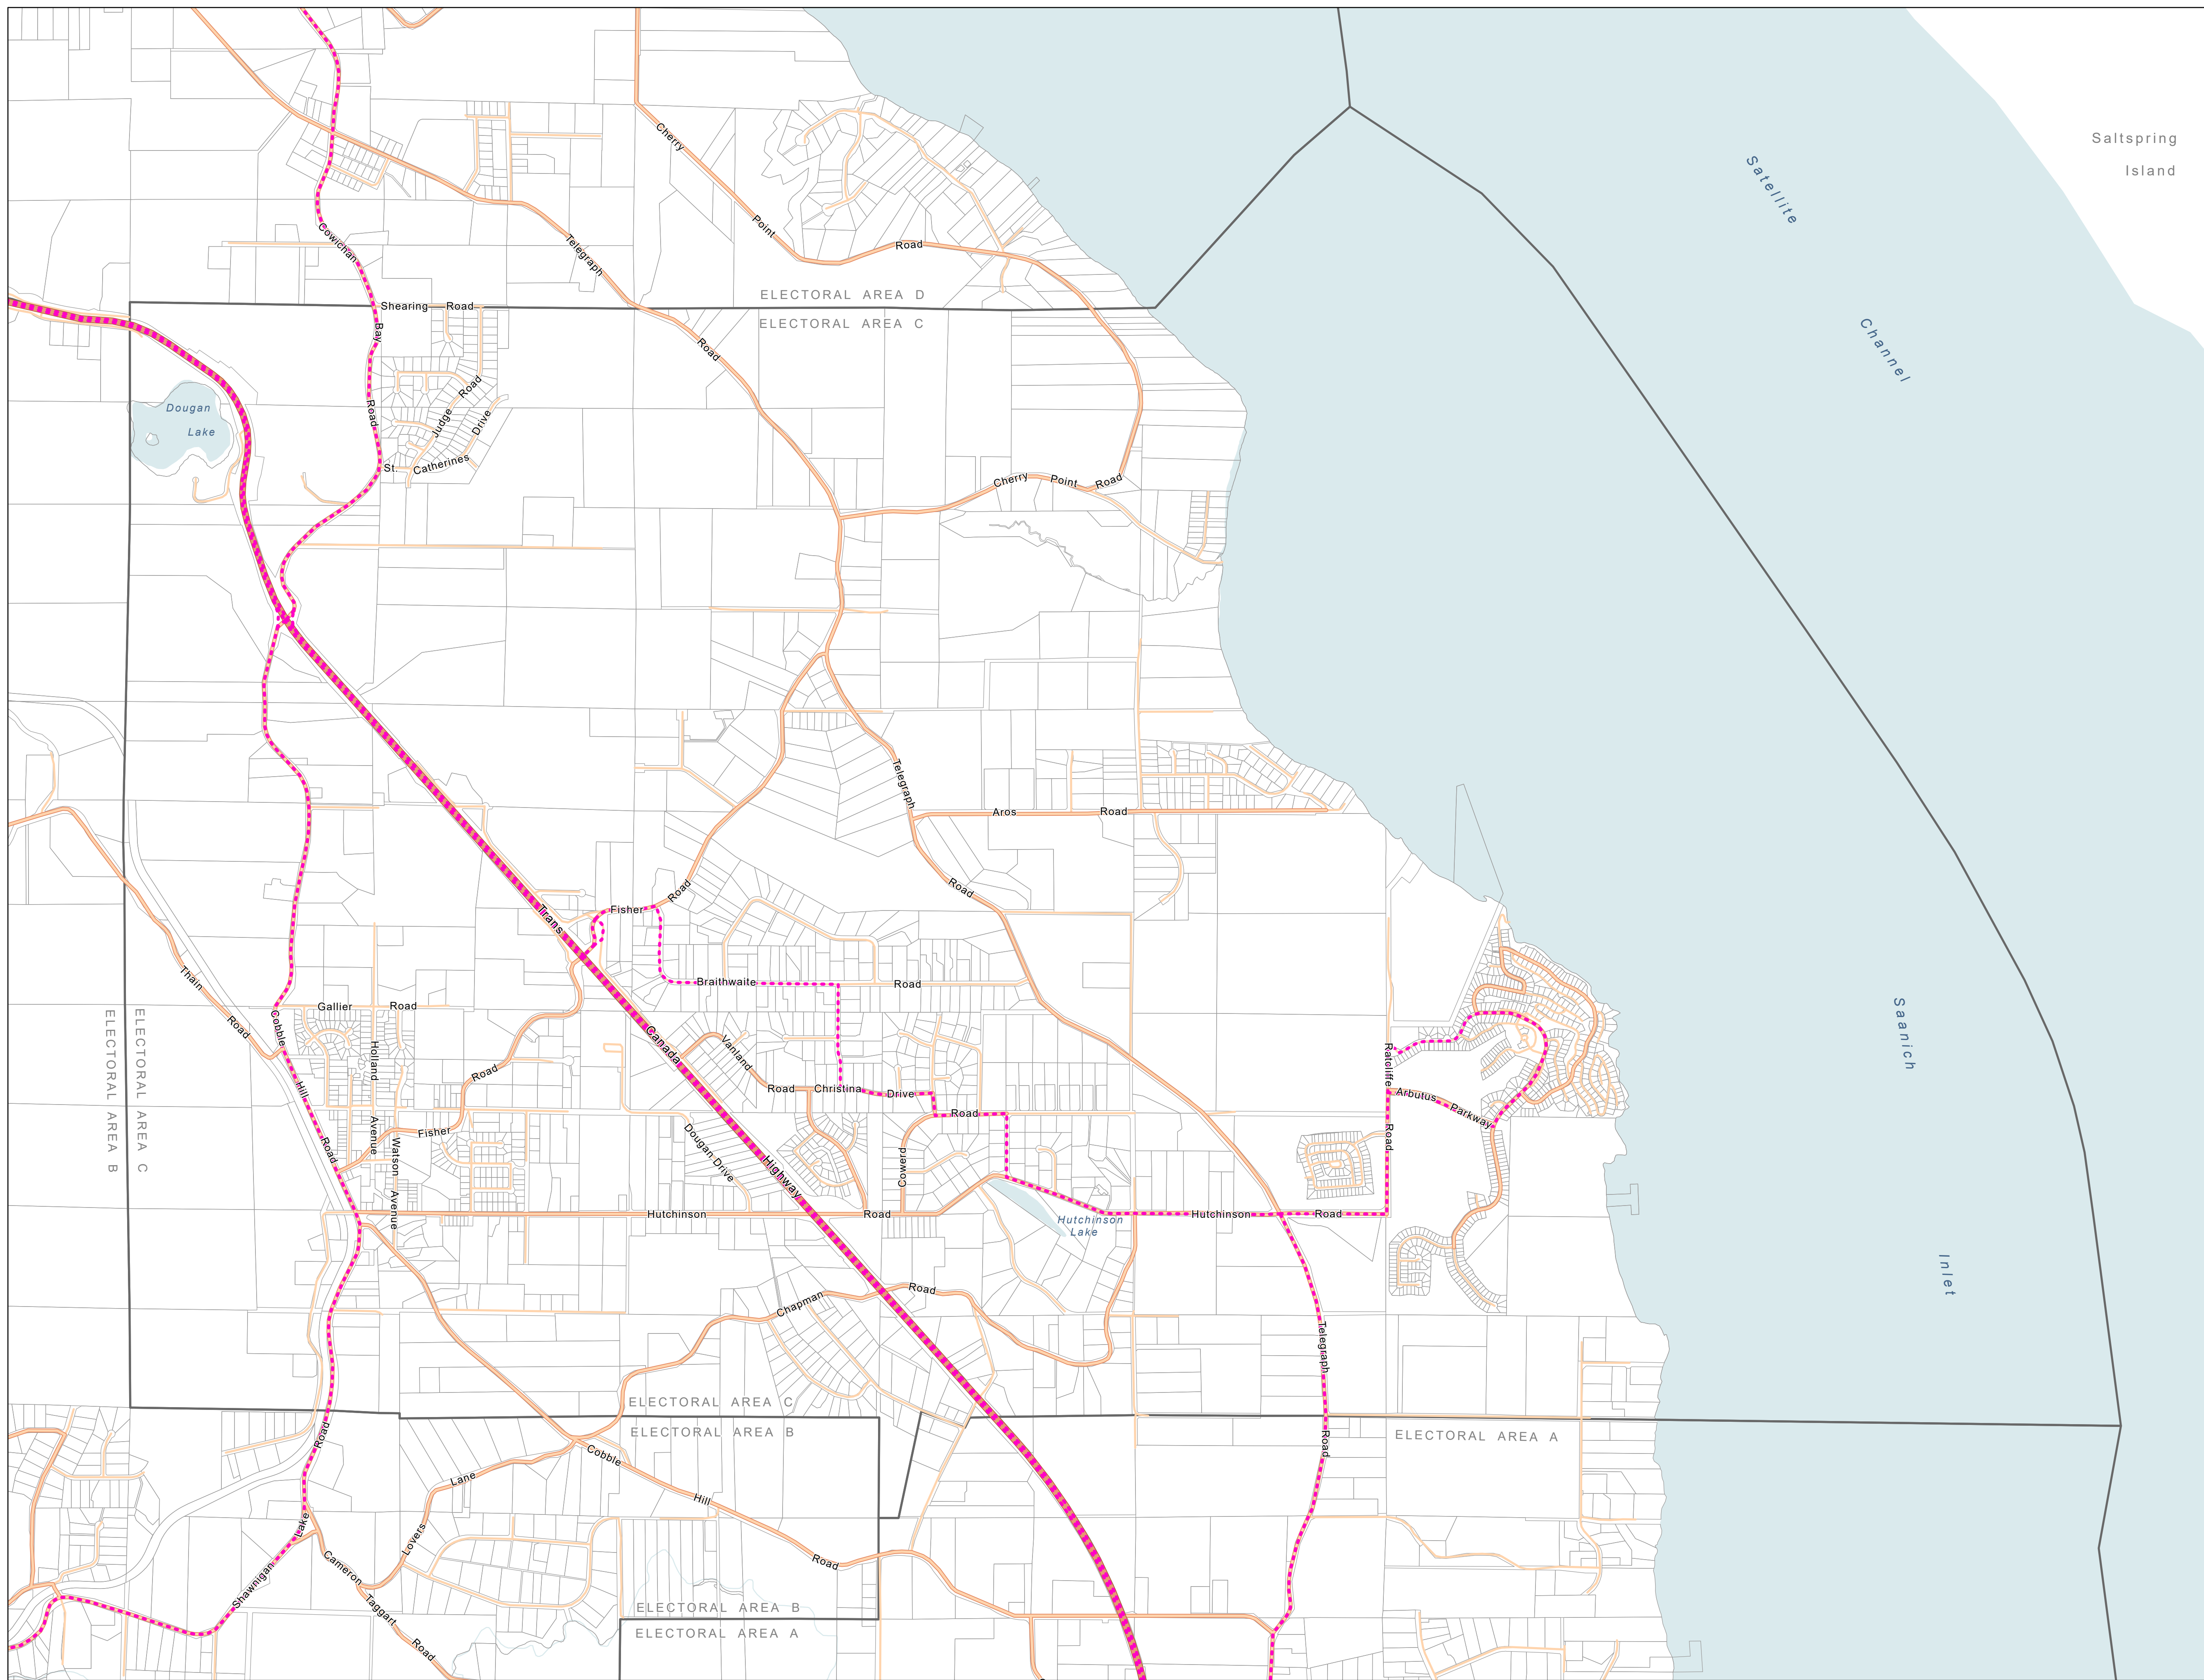 Saltspring
Island
Satellite
Channel
Cherry
Point
Road
Cowichan
Telegraph
ELECTORAL AREA D
ELECTORAL AREA C
Shearing Road
Bay
Road
Road
Dougan
Lake
Judge Road
Drive
St. Catherines
Cherry Point Road
Telegraph
Aros Road
Road
Fisher Road
Trans
Thain
Road
Braithwaite Road
Saanich
Gallier Road
Cobble
Canada
Vanland
Ratcliffe
ELECTORAL AREA B
ELECTORAL AREA C
Holland
Road
Road Christina Drive
Arbutus Parkway
Hill
Road
Avenue
Fisher
Road
Watson
Avenue
Dougan Drive
Highway
Coward
Road
Hutchinson Road
Hutchinson
Lake
Hutchinson Road
Inlet
Chapman Road
Telegraph
ELECTORAL AREA C
ELECTORAL AREA B
Road
Road
ELECTORAL AREA A
Cobble
Lane
Hill
Lake
Lovers
Road
Cameron
Shawnigan
Taggart
ELECTORAL AREA B
ELECTORAL AREA A
Road